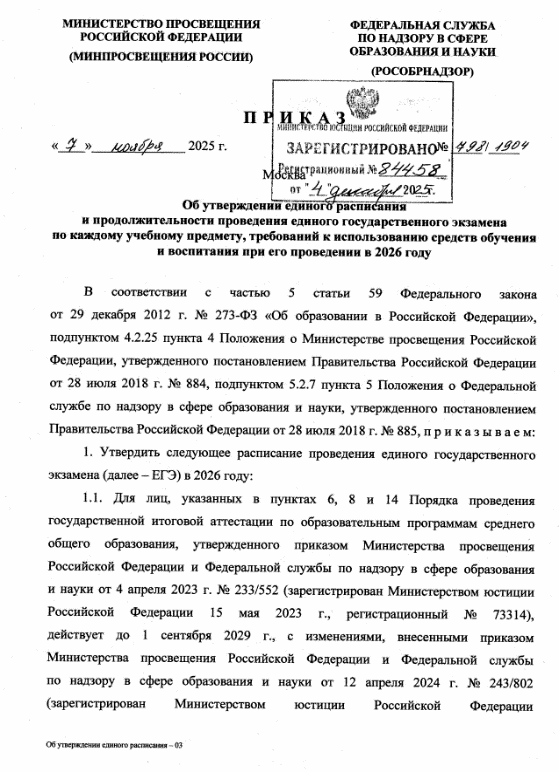 МИНИСТЕРСТВО ПРОСВЕЩЕНИЯ
РОССИЙСКОЙ ФЕДЕРАЦИИ
(МИНПРОСВЕЩЕНИЯ РОССИИ)
ФЕДЕРАЛЬНАЯ СЛУЖБА
ПО НАДЗОРУ В СФЕРЕ
ОБРАЗОВАНИЯ И НАУКИ
(РОСОБРНАДЗОР)
ПРИКАЗ
МИНИСТЕРСТВО ЮСТИЦИИ РОССИЙСКОЙ ФЕДЕРАЦИИ
ЗАРЕГИСТРИРОВАНО
Регистрационный № 84458
от "4" декабря 2025г.
« 7 » ноября 2025 г.
№ 798/1904
Москва
Об утверждении единого расписания
и продолжительности проведения единого государственного экзамена
по каждому учебному предмету, требований к использованию средств обучения
и воспитания при его проведении в 2026 году
В соответствии с частью 5 статьи 59 Федерального закона
от 29 декабря 2012 г. № 273-ФЗ «Об образовании в Российской Федерации»,
подпунктом 4.2.25 пункта 4 Положения о Министерстве просвещения Российской
Федерации, утвержденного постановлением Правительства Российской Федерации
от 28 июля 2018 г. № 884, подпунктом 5.2.7 пункта 5 Положения о Федеральной
службе по надзору в сфере образования и науки, утвержденного постановлением
Правительства Российской Федерации от 28 июля 2018 г. № 885, приказываем:
1. Утвердить следующее расписание проведения единого государственного
экзамена (далее – ЕГЭ) в 2026 году:
1.1. Для лиц, указанных в пунктах 6, 8 и 14 Порядка проведения
государственной итоговой аттестации по образовательным программам среднего
общего образования, утвержденного приказом Министерства просвещения
Российской Федерации и Федеральной службы по надзору в сфере образования
и науки от 4 апреля 2023 г. № 233/552 (зарегистрирован Министерством юстиции
Российской Федерации 15 мая 2023 г., регистрационный № 73314),
действует до 1 сентября 2029 г., с изменениями, внесенными приказом
Министерства просвещения Российской Федерации и Федеральной службы
по надзору в сфере образования и науки от 12 апреля 2024 г. № 243/802
(зарегистрирован Министерством юстиции Российской Федерации
Об утверждении единого расписания – 03